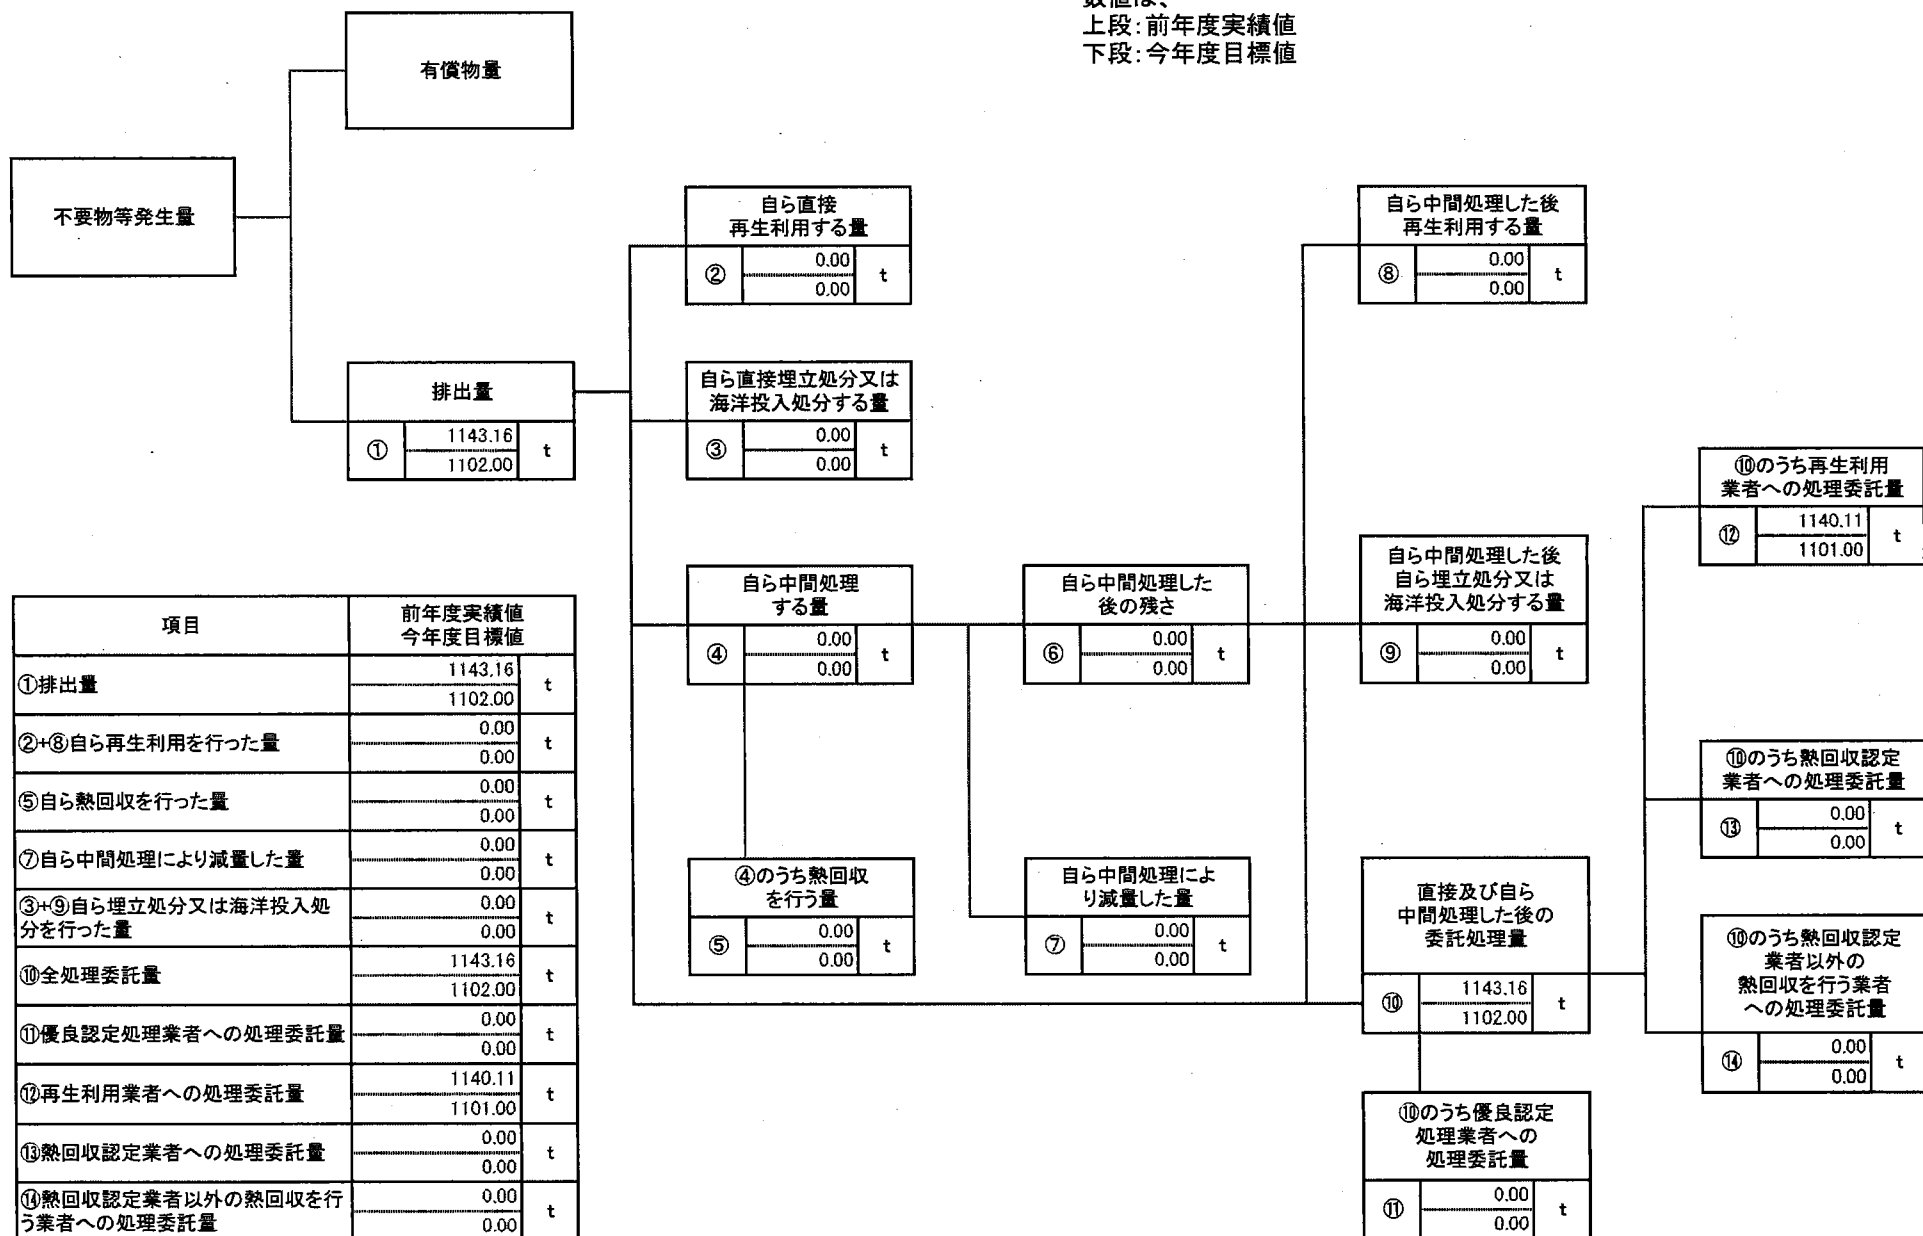 数値は、
上段:前年度実績値
下段:今年度目標値
有償物量
不要物等発生量
排出量
① 1143.16 t
1102.00
自ら直接
再生利用する量
② 0.00 t
0.00
自ら直接埋立処分又は
海洋投入処分する量
③ 0.00 t
0.00
自ら中間処理
する量
④ 0.00 t
0.00
④のうち熱回収
を行う量
⑤ 0.00 t
0.00
自ら中間処理した
後の残さ
⑥ 0.00 t
0.00
自ら中間処理によ
り減量した量
⑦ 0.00 t
0.00
自ら中間処理した後
再生利用する量
⑧ 0.00 t
0.00
自ら中間処理した後
自ら埋立処分又は
海洋投入処分する量
⑨ 0.00 t
0.00
直接及び自ら
中間処理した後の
委託処理量
⑩ 1143.16 t
1102.00
⑩のうち優良認定
処理業者への
処理委託量
⑪ 0.00 t
0.00
⑩のうち再生利用
業者への処理委託量
⑫ 1140.11 t
1101.00
⑩のうち熱回収認定
業者への処理委託量
⑬ 0.00 t
0.00
⑩のうち熱回収認定
業者以外の
熱回収を行う業者
への処理委託量
⑭ 0.00 t
0.00
項目 前年度実績値
今年度目標値
①排出量 1143.16 t
1102.00
②+⑧自ら再生利用を行った量 0.00 t
0.00
⑤自ら熱回収を行った量 0.00 t
0.00
⑦自ら中間処理により減量した量 0.00 t
0.00
③+⑨自ら埋立処分又は海洋投入処 0.00 t
分を行った量 0.00
⑩全処理委託量 1143.16 t
1102.00
⑪優良認定処理業者への処理委託量 0.00 t
0.00
⑫再生利用業者への処理委託量 1140.11 t
1101.00
⑬熱回収認定業者への処理委託量 0.00 t
0.00
⑭熱回収認定業者以外の熱回収を行 0.00 t
う業者への処理委託量 0.00